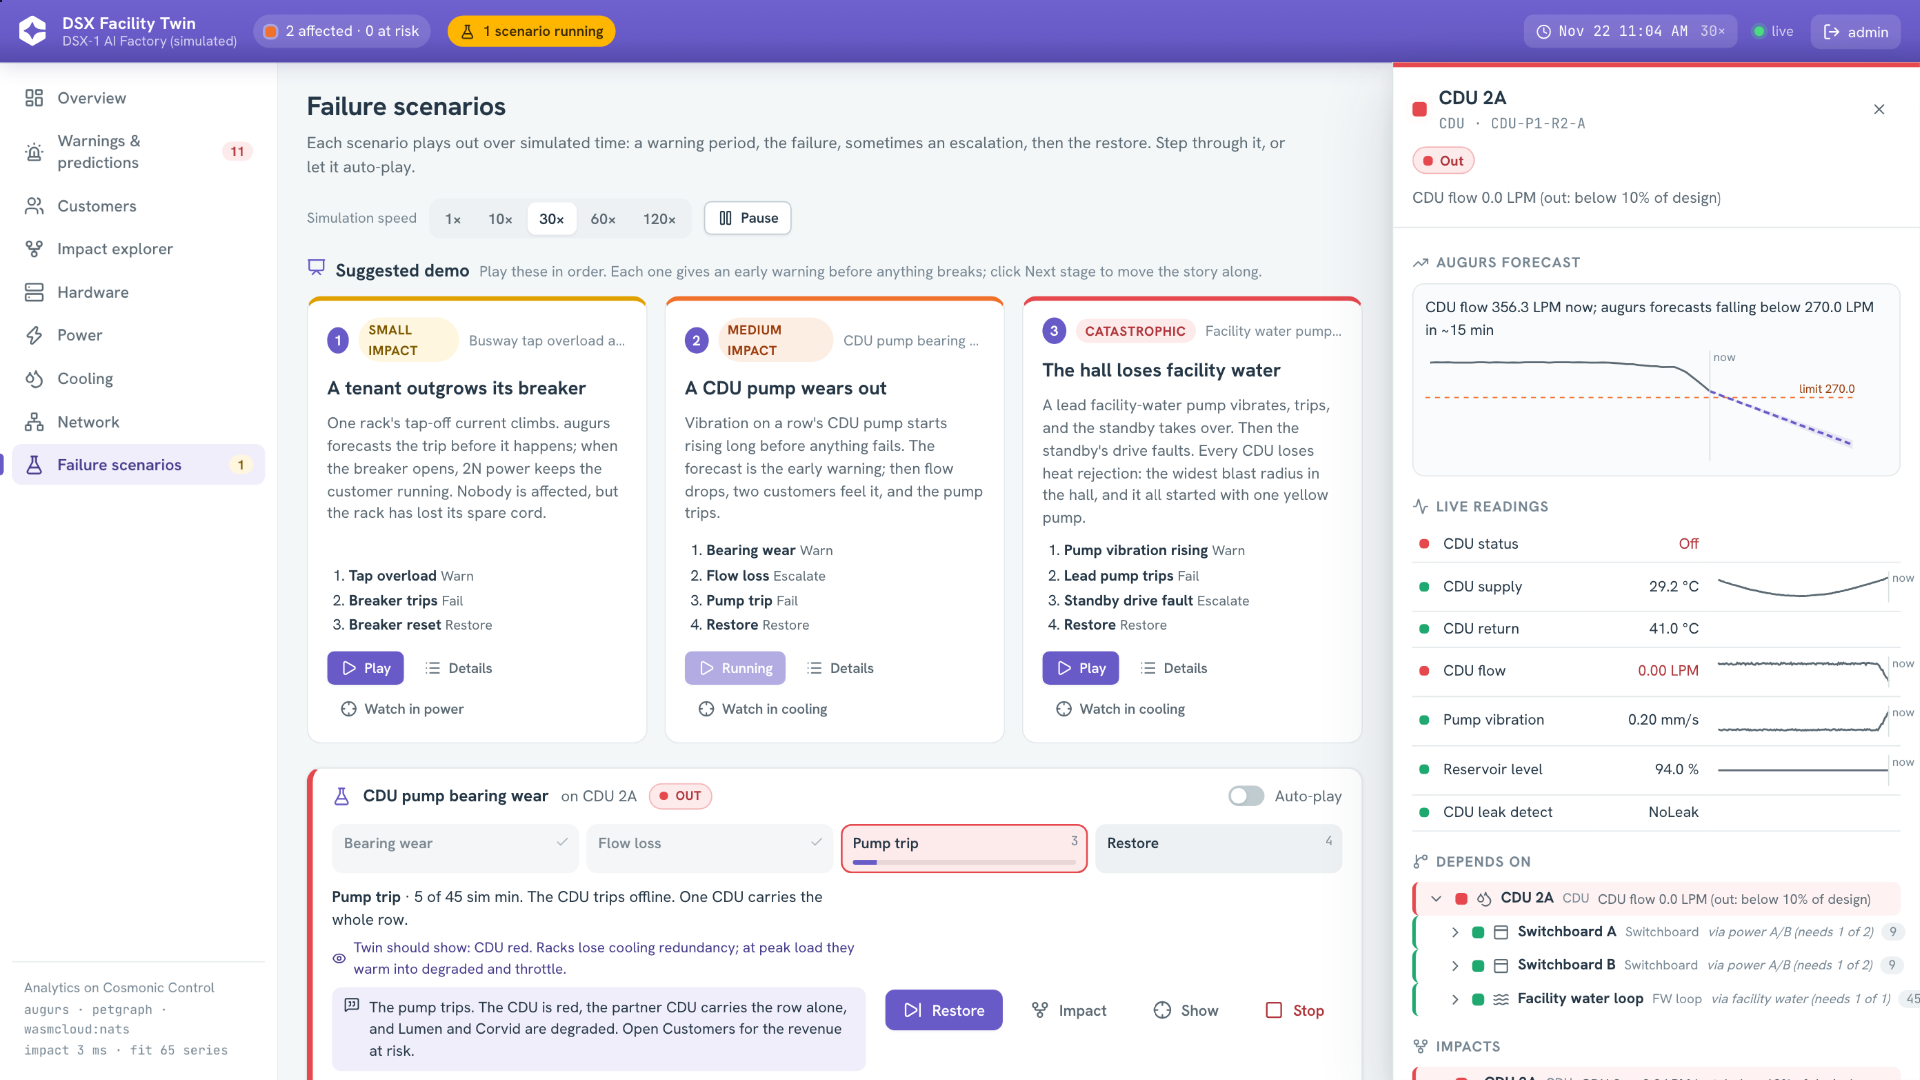 DSX Facility Twin
DSX-1 AI Factory (simulated)
2 affected · 0 at risk
1 scenario running
Nov 22 11:04 AM 30×
live
admin
Overview
Warnings & predictions
11
Customers
Impact explorer
Hardware
Power
Cooling
Network
Failure scenarios
1
Analytics on Cosmonic Control
augurs · petgraph ·
wasmcloud:nats
impact 3 ms · fit 65 series
Failure scenarios
Each scenario plays out over simulated time: a warning period, the failure, sometimes an escalation, then the restore. Step through it, or
let it auto-play.
Simulation speed
1×
10×
30×
60×
120×
Pause
Suggested demo Play these in order. Each one gives an early warning before anything breaks; click Next stage to move the story along.
1
SMALL
IMPACT
Busway tap overload a...
A tenant outgrows its breaker
One rack's tap-off current climbs. augurs
forecasts the trip before it happens; when
the breaker opens, 2N power keeps the
customer running. Nobody is affected, but
the rack has lost its spare cord.
1. Tap overload Warn
2. Breaker trips Fail
3. Breaker reset Restore
Play
Details
Watch in power
2
MEDIUM
IMPACT
CDU pump bearing ...
A CDU pump wears out
Vibration on a row's CDU pump starts
rising long before anything fails. The
forecast is the early warning; then flow
drops, two customers feel it, and the pump
trips.
1. Bearing wear Warn
2. Flow loss Escalate
3. Pump trip Fail
4. Restore Restore
Running
Details
Watch in cooling
3
CATASTROPHIC
Facility water pump...
The hall loses facility water
A lead facility-water pump vibrates, trips,
and the standby takes over. Then the
standby's drive faults. Every CDU loses
heat rejection: the widest blast radius in
the hall, and it all started with one yellow
pump.
1. Pump vibration rising Warn
2. Lead pump trips Fail
3. Standby drive fault Escalate
4. Restore Restore
Play
Details
Watch in cooling
CDU pump bearing wear on CDU 2A OUT
Auto-play
Bearing wear
Flow loss
Pump trip 3
Restore 4
Pump trip · 5 of 45 sim min. The CDU trips offline. One CDU carries the
whole row.
Twin should show: CDU red. Racks lose cooling redundancy; at peak load they
warm into degraded and throttle.
The pump trips. The CDU is red, the partner CDU carries the row alone,
and Lumen and Corvid are degraded. Open Customers for the revenue
at risk.
Restore
Impact
Show
Stop
CDU 2A
CDU · CDU-P1-R2-A
Out
CDU flow 0.0 LPM (out: below 10% of design)
AUGURS FORECAST
CDU flow 356.3 LPM now; augurs forecasts falling below 270.0 LPM
in ~15 min
now
limit 270.0
LIVE READINGS
CDU status Off
CDU supply 29.2 °C now
CDU return 41.0 °C
CDU flow 0.00 LPM now
Pump vibration 0.20 mm/s now
Reservoir level 94.0 % now
CDU leak detect NoLeak
DEPENDS ON
CDU 2A CDU CDU flow 0.0 LPM (out: below 10% of design)
Switchboard A Switchboard via power A/B (needs 1 of 2) 9
Switchboard B Switchboard via power A/B (needs 1 of 2) 9
Facility water loop FW loop via facility water (needs 1 of 1) 45
IMPACTS